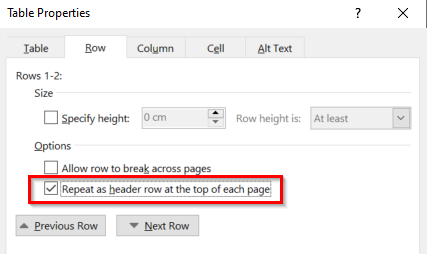 Table Properties ? ×
Table Row Column Cell Alt Text
Rows 1-2:
Size
Specify height: 0 cm Row height is: At least
Options
Allow row to break across pages
Repeat as header row at the top of each page
Previous Row Next Row